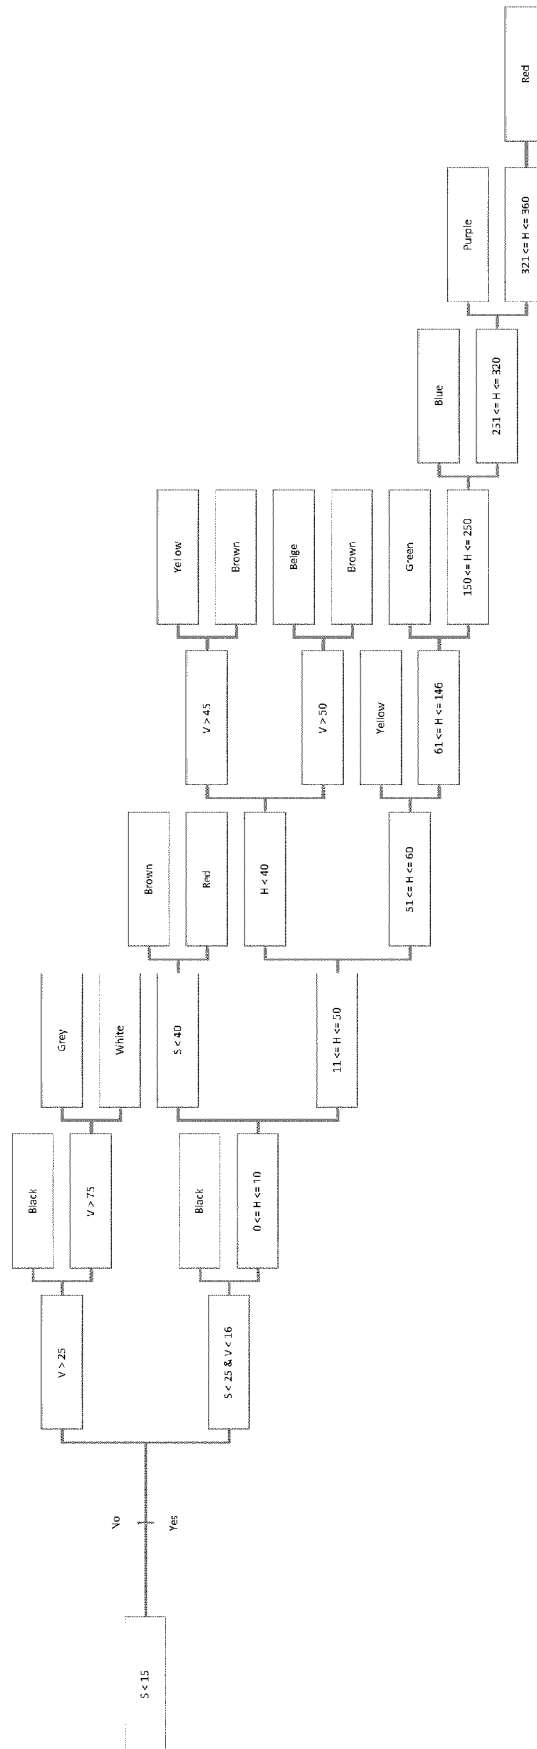 S < 15
No
Yes
V > 25
S < 25 & V < 16
Black
V > 75
Black
0 <= H <= 10
Grey
White
S < 40
11 <= H <= 50
Brown
Red
H < 40
51 <= H <= 60
V > 45
V > 50
Yellow
61 <= H <= 146
Yellow
Brown
Beige
Brown
Green
150 <= H <= 250
Blue
251 <= H <= 320
Purple
321 <= H <= 360
Red